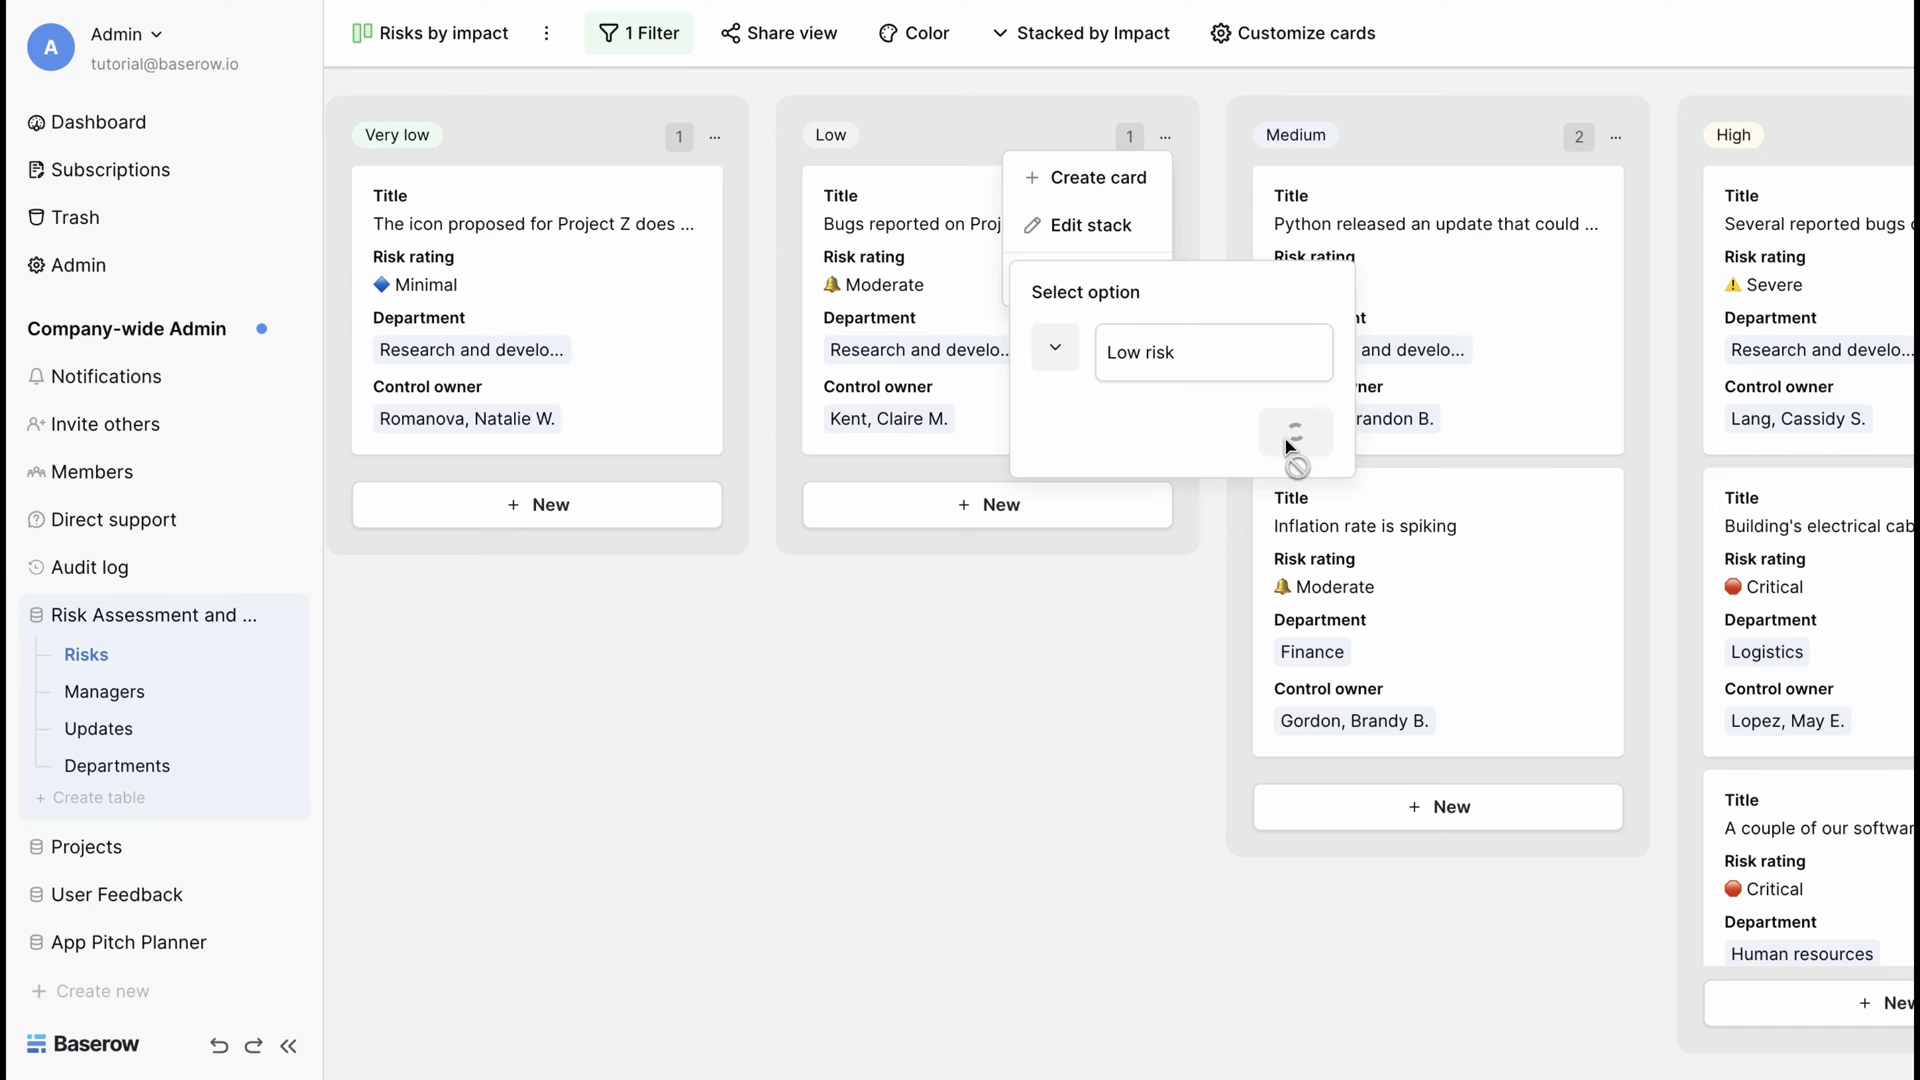 A
Admin
tutorial@baserow.io
Dashboard
Subscriptions
Trash
Admin
Company-wide Admin
Notifications
Invite others
Members
Direct support
Audit log
Risk Assessment and ...
Risks
Managers
Updates
Departments
+ Create table
Projects
User Feedback
App Pitch Planner
+ Create new
Baserow
Risks by impact
1 Filter
Share view
Color
Stacked by Impact
Customize cards
Very low
1
Title
The icon proposed for Project Z does ...
Risk rating
Minimal
Department
Research and develo...
Control owner
Romanova, Natalie W.
+ New
Low
1
Title
Bugs reported on Proj
Risk rating
Moderate
Department
Research and develo..
Control owner
Kent, Claire M.
+ New
+ Create card
Edit stack
Select option
Low risk
Medium
2
Title
Python released an update that could ...
Risk rating
and develo...
Title
Inflation rate is spiking
Risk rating
Moderate
Department
Finance
Control owner
Gordon, Brandy B.
+ New
High
Title
Several reported bugs
Risk rating
Severe
Department
Research and develo...
Control owner
Lang, Cassidy S.
Title
Building's electrical cab
Risk rating
Critical
Department
Logistics
Control owner
Lopez, May E.
Title
A couple of our softwar
Risk rating
Critical
Department
Human resources
+ New